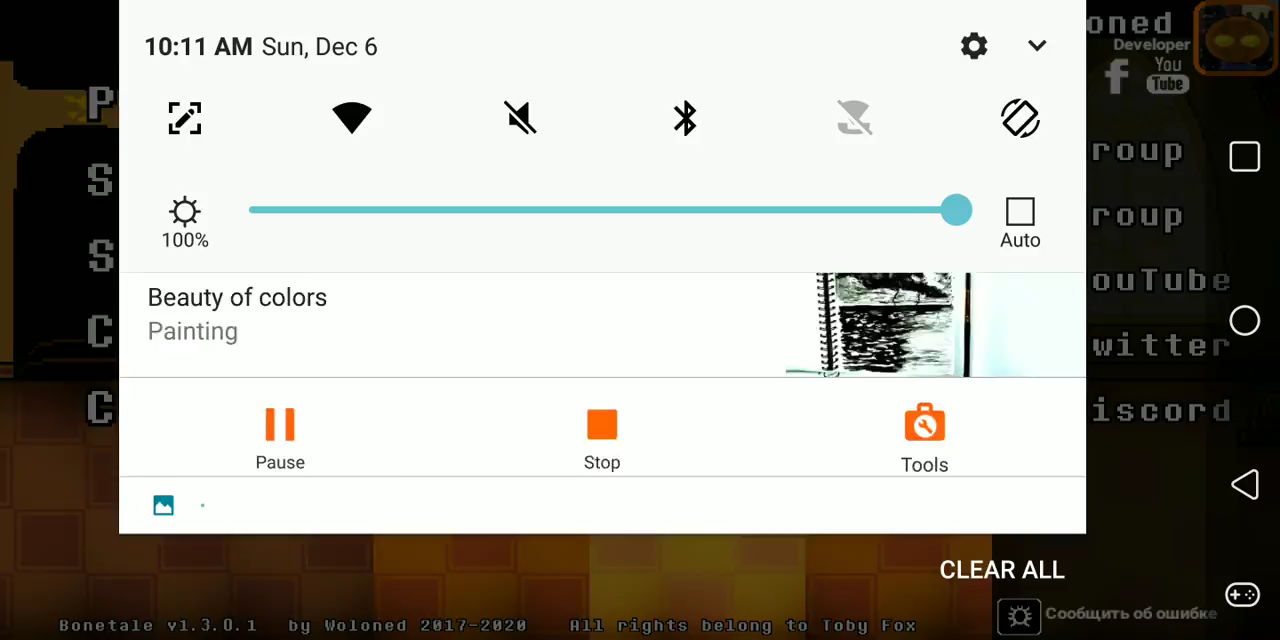 10:11 AM Sun, Dec 6
100%
Auto
Beauty of colors
Painting
Pause
Stop
Tools
CLEAR ALL
oned
Developer
You
Tube
P
S
S
C
C
roup
roup
ouTube
witter
iscord
Bonetale v1.3.0.1 by Woloned 2017-2020 All rights belong to Toby Fox
Сообщить об ошибке